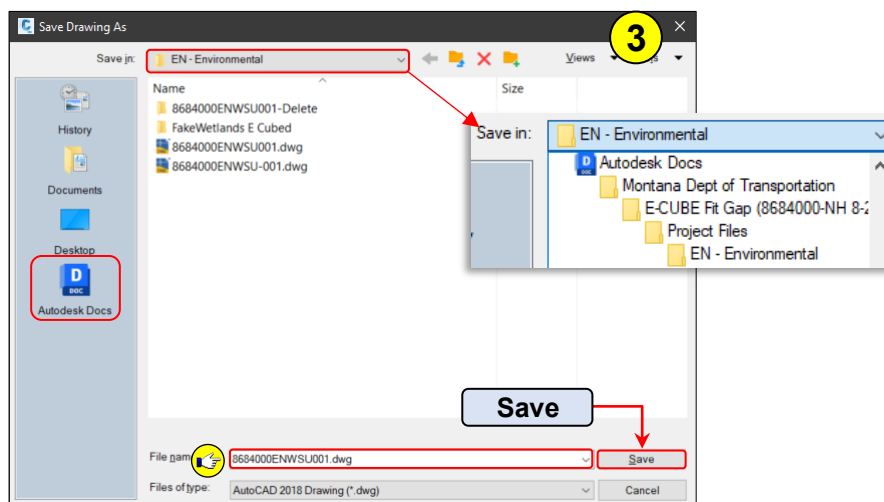 Save Drawing As
3
Save in:
EN - Environmental
Views
Name
Size
8684000ENWSU001-Delete
FakeWetlands E Cubed
8684000ENWSU001.dwg
8684000ENWSU-001.dwg
History
Documents
Desktop
D
DOC
Autodesk Docs
Save in:
EN - Environmental
D
DOC
Autodesk Docs
Montana Dept of Transportation
E-CUBE Fit Gap (8684000-NH 8-2
Project Files
EN - Environmental
Save
File nam
8684000ENWSU001.dwg
Save
Files of type:
AutoCAD 2018 Drawing (*.dwg)
Cancel